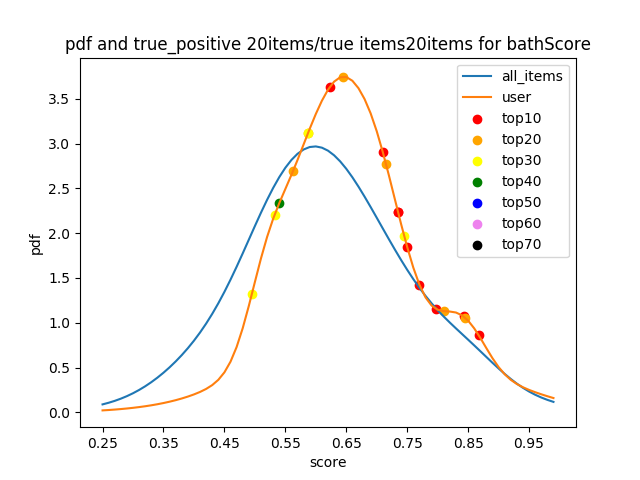 pdf and true_positive 20items/true items20items for bathScore
all_items
user
top10
top20
top30
top40
top50
top60
top70
pdf
3.5
3.0
2.5
2.0
1.5
1.0
0.5
0.0
0.25 0.35 0.45 0.55 0.65 0.75 0.85 0.95
score